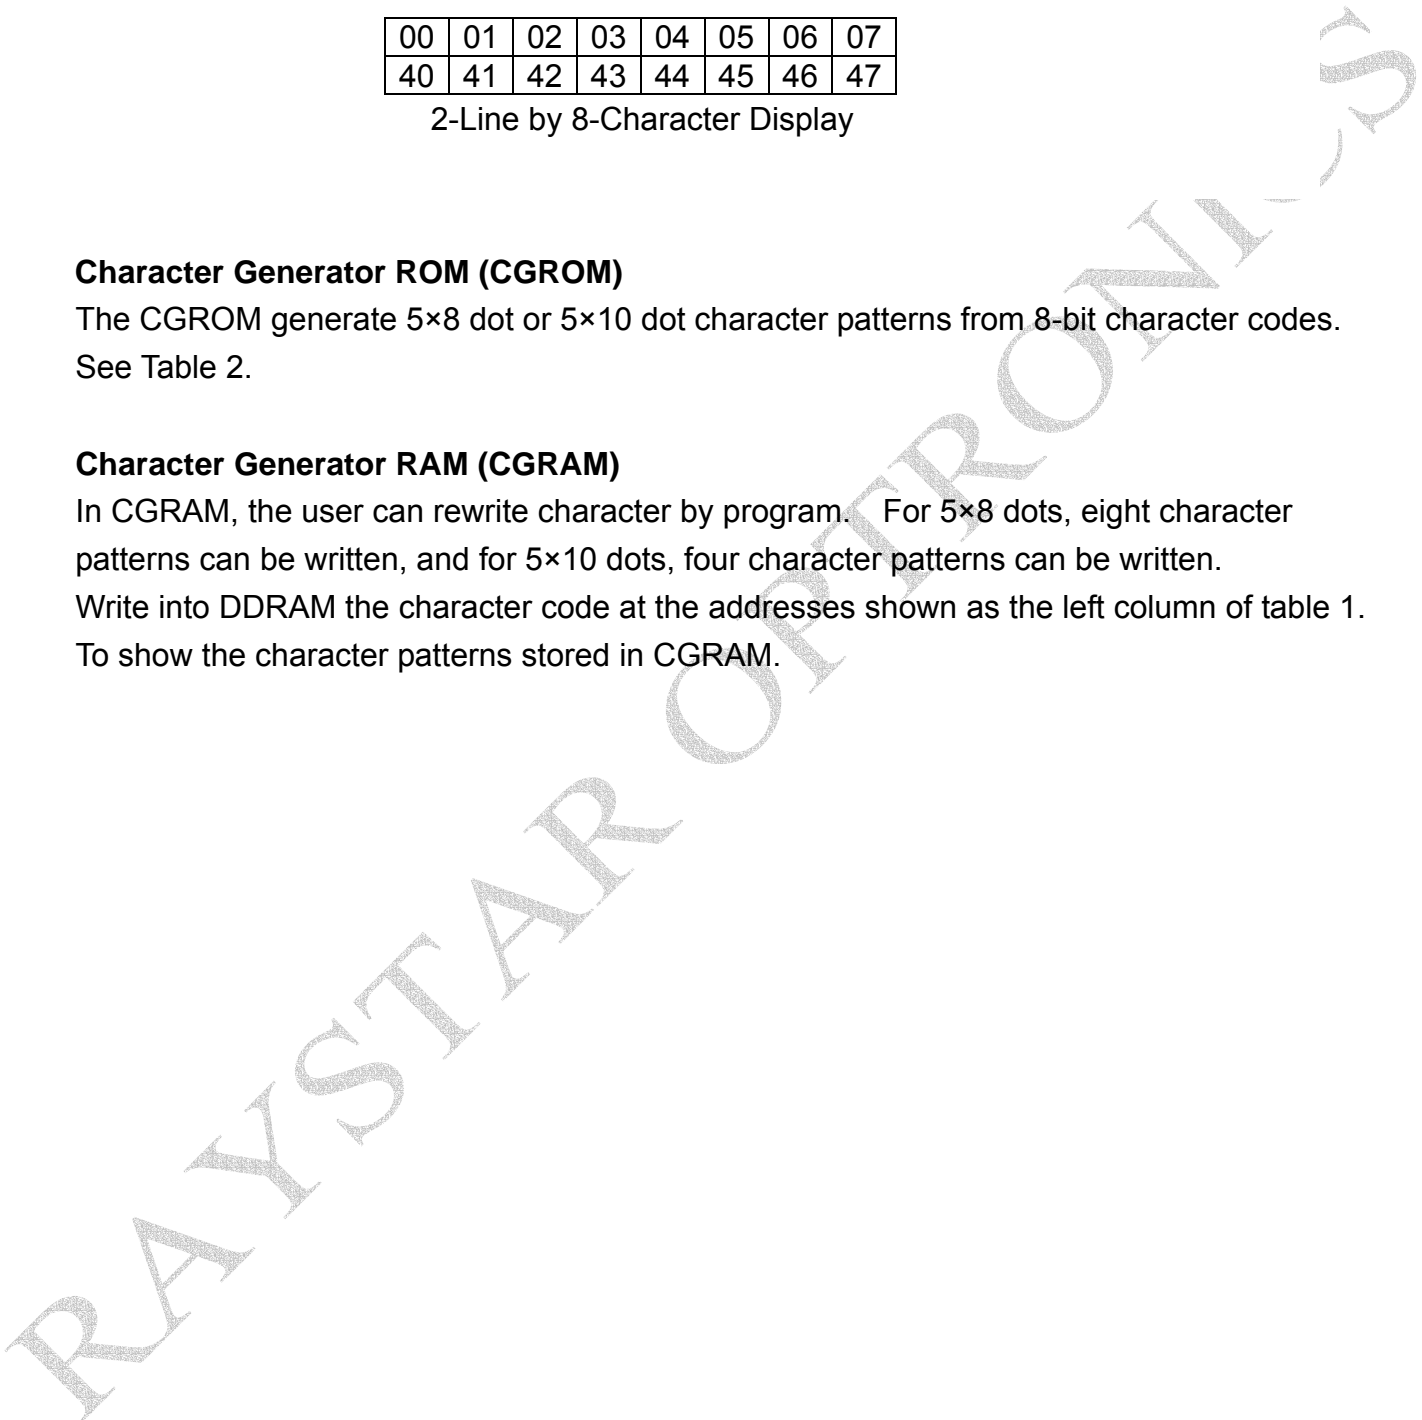 00 01 02 03 04 05 06 07
40 41 42 43 44 45 46 47
2-Line by 8-Character Display
Character Generator ROM (CGROM)
The CGROM generate 5×8 dot or 5×10 dot character patterns from 8-bit character codes.
See Table 2.
Character Generator RAM (CGRAM)
In CGRAM, the user can rewrite character by program. For 5×8 dots, eight character
patterns can be written, and for 5×10 dots, four character patterns can be written.
Write into DDRAM the character code at the addresses shown as the left column of table 1.
To show the character patterns stored in CGRAM.
RAYSTAR OPTRONICS